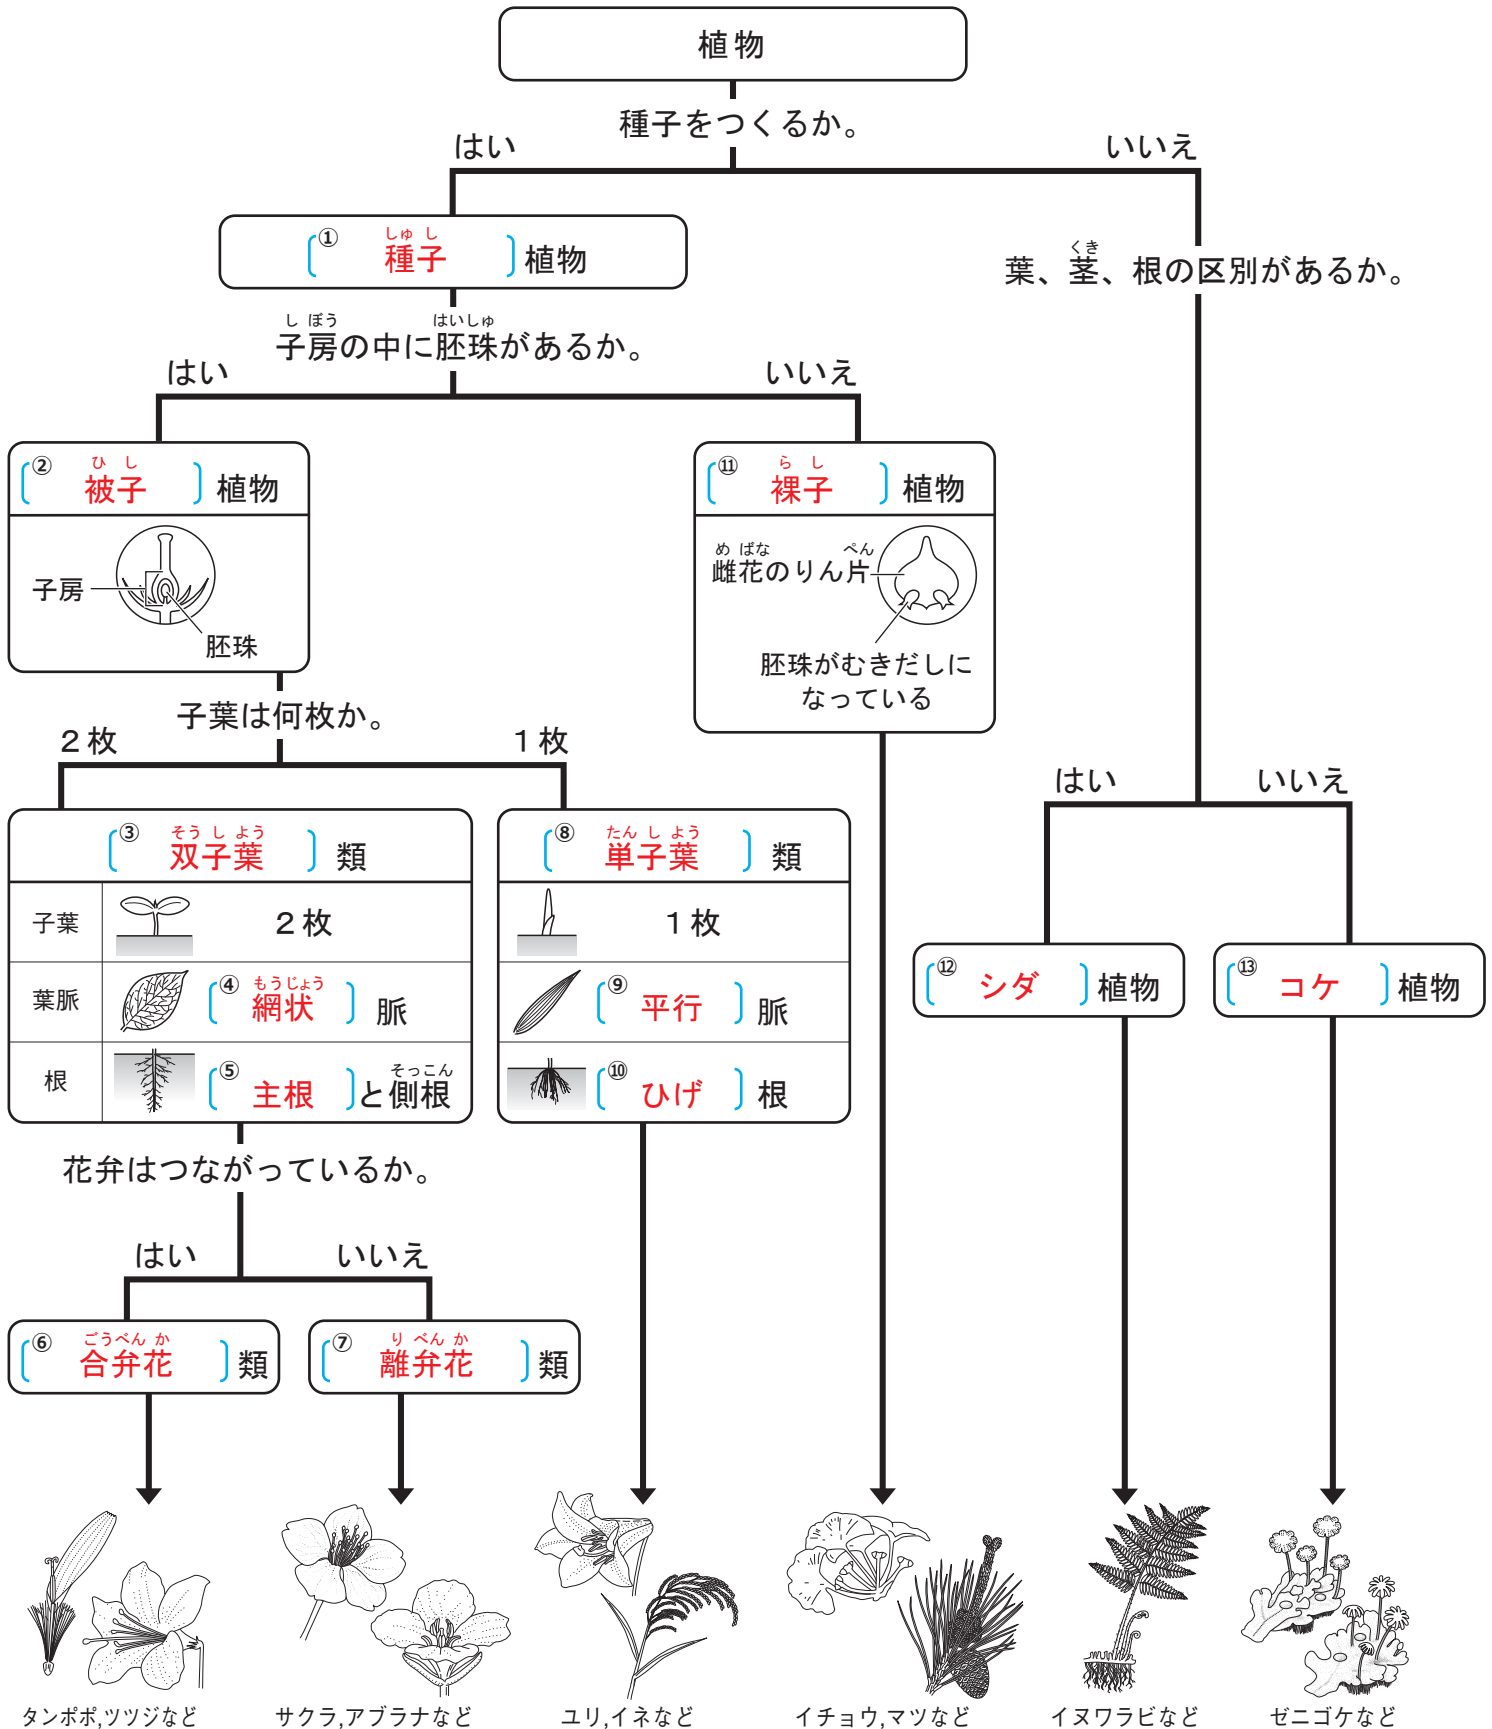 植物
種子をつくるか。
はい
いいえ
① しゅ し
〔種子〕植物
くき
葉、茎、根の区別があるか。
し ぼう はいしゅ
子房の中に胚珠があるか。
はい
いいえ
② ひ し
〔被子〕植物
子房
胚珠
⑪ ら し
〔裸子〕植物
め ばな ぺん
雌花のりん片
胚珠がむきだしに
なっている
子葉は何枚か。
2枚
1枚
はい
いいえ
③ そう し よう
〔双子葉〕類
子葉 2枚
もうじょう
葉脈 〔④ 網状〕脈
そっこん
根 〔⑤ 主根〕と側根
⑧ たん し よう
〔単子葉〕類
1枚
〔⑨ 平行〕脈
〔⑩ ひげ〕根
〔⑫ シダ〕植物
〔⑬ コケ〕植物
花弁はつながっているか。
はい
いいえ
⑥ ごうべん か
〔合弁花〕類
⑦ り べん か
〔離弁花〕類
タンポポ,ツツジなど
サクラ,アブラナなど
ユリ,イネなど
イチョウ,マツなど
イヌワラビなど
ゼニゴケなど